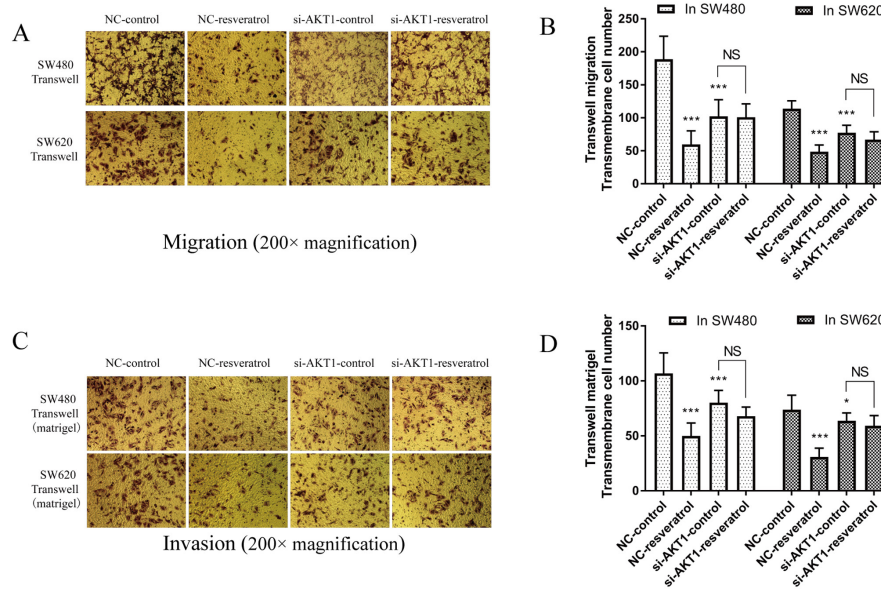 A
NC-control NC-resveratrol si-AKT1-control si-AKT1-resveratrol
SW480
Transwell
SW620
Transwell
Migration (200× magnification)
B
In SW480 In SW620
Transwell migration
Transmembrane cell number
250
200
150
100
50
0
***
***
NS
***
***
NS
NC-control
NC-resveratrol
si-AKT1-control
si-AKT1-resveratrol
NC-control
NC-resveratrol
si-AKT1-control
si-AKT1-resveratrol
C
NC-control NC-resveratrol si-AKT1-control si-AKT1-resveratrol
SW480
Transwell
(matrigel)
SW620
Transwell
(matrigel)
Invasion (200× magnification)
D
In SW480 In SW620
Transwell matrigel
Transmembrane cell number
150
100
50
0
***
***
NS
***
*
NS
NC-control
NC-resveratrol
si-AKT1-control
si-AKT1-resveratrol
NC-control
NC-resveratrol
si-AKT1-control
si-AKT1-resveratrol